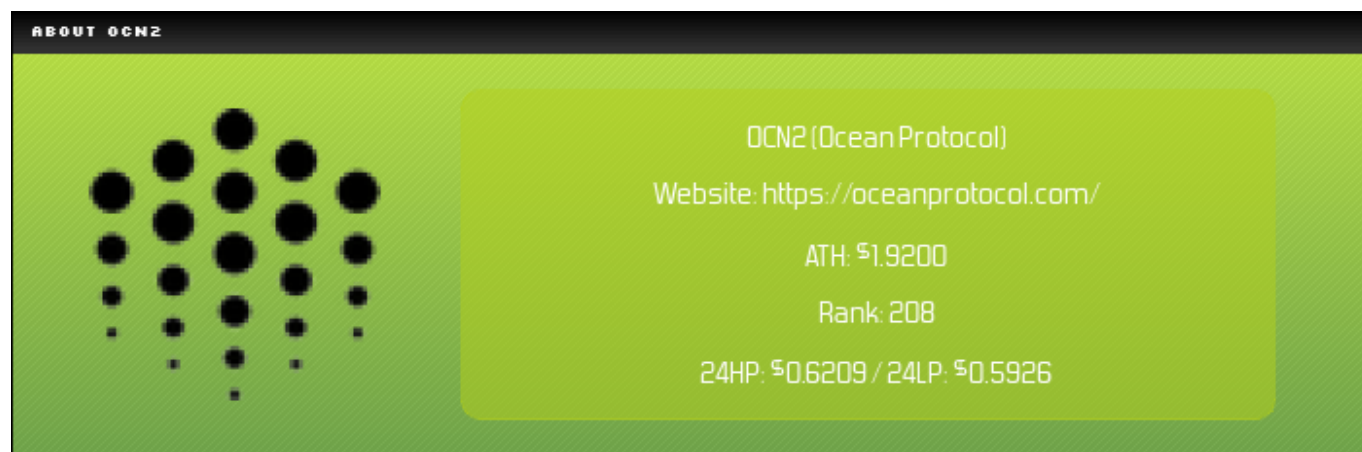 ABOUT OCN2
OCN2 (Ocean Protocol)
Website: https://oceanprotocol.com/
ATH: $1.9200
Rank: 208
24HP: $0.6209 / 24LP: $0.5926